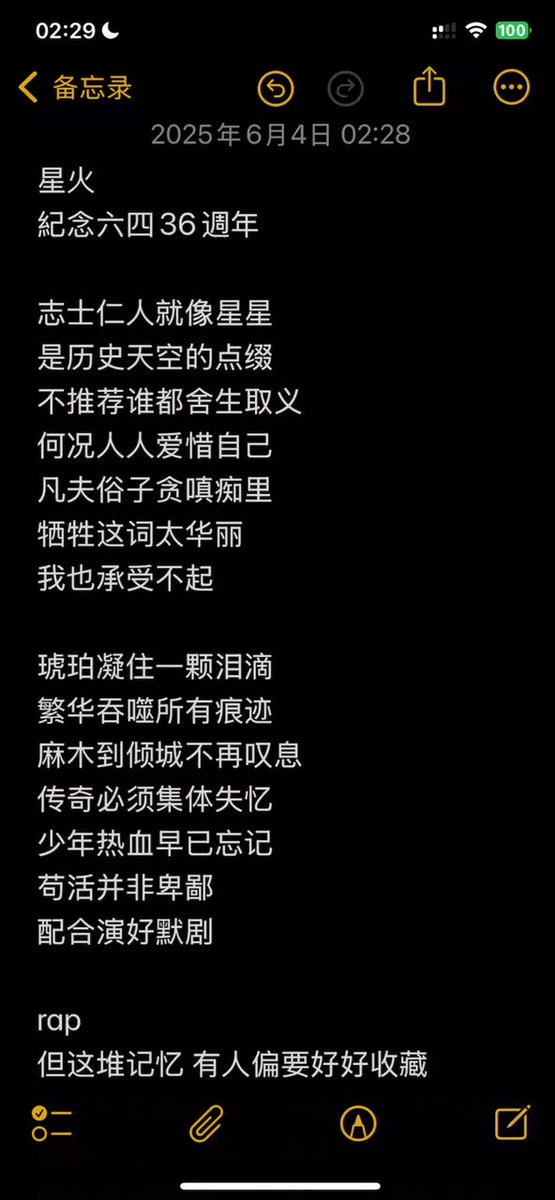 02:29
100
备忘录
2025年6月4日 02:28
星火
紀念六四36週年
志士仁人就像星星
是历史天空的点缀
不推荐谁都舍生取义
何况人人爱惜自己
凡夫俗子贪嗔痴里
牺牲这词太华丽
我也承受不起
琥珀凝住一颗泪滴
繁华吞噬所有痕迹
麻木到倾城不再叹息
传奇必须集体失忆
少年热血早已忘记
苟活并非卑鄙
配合演好默剧
rap
但这堆记忆 有人偏要好好收藏